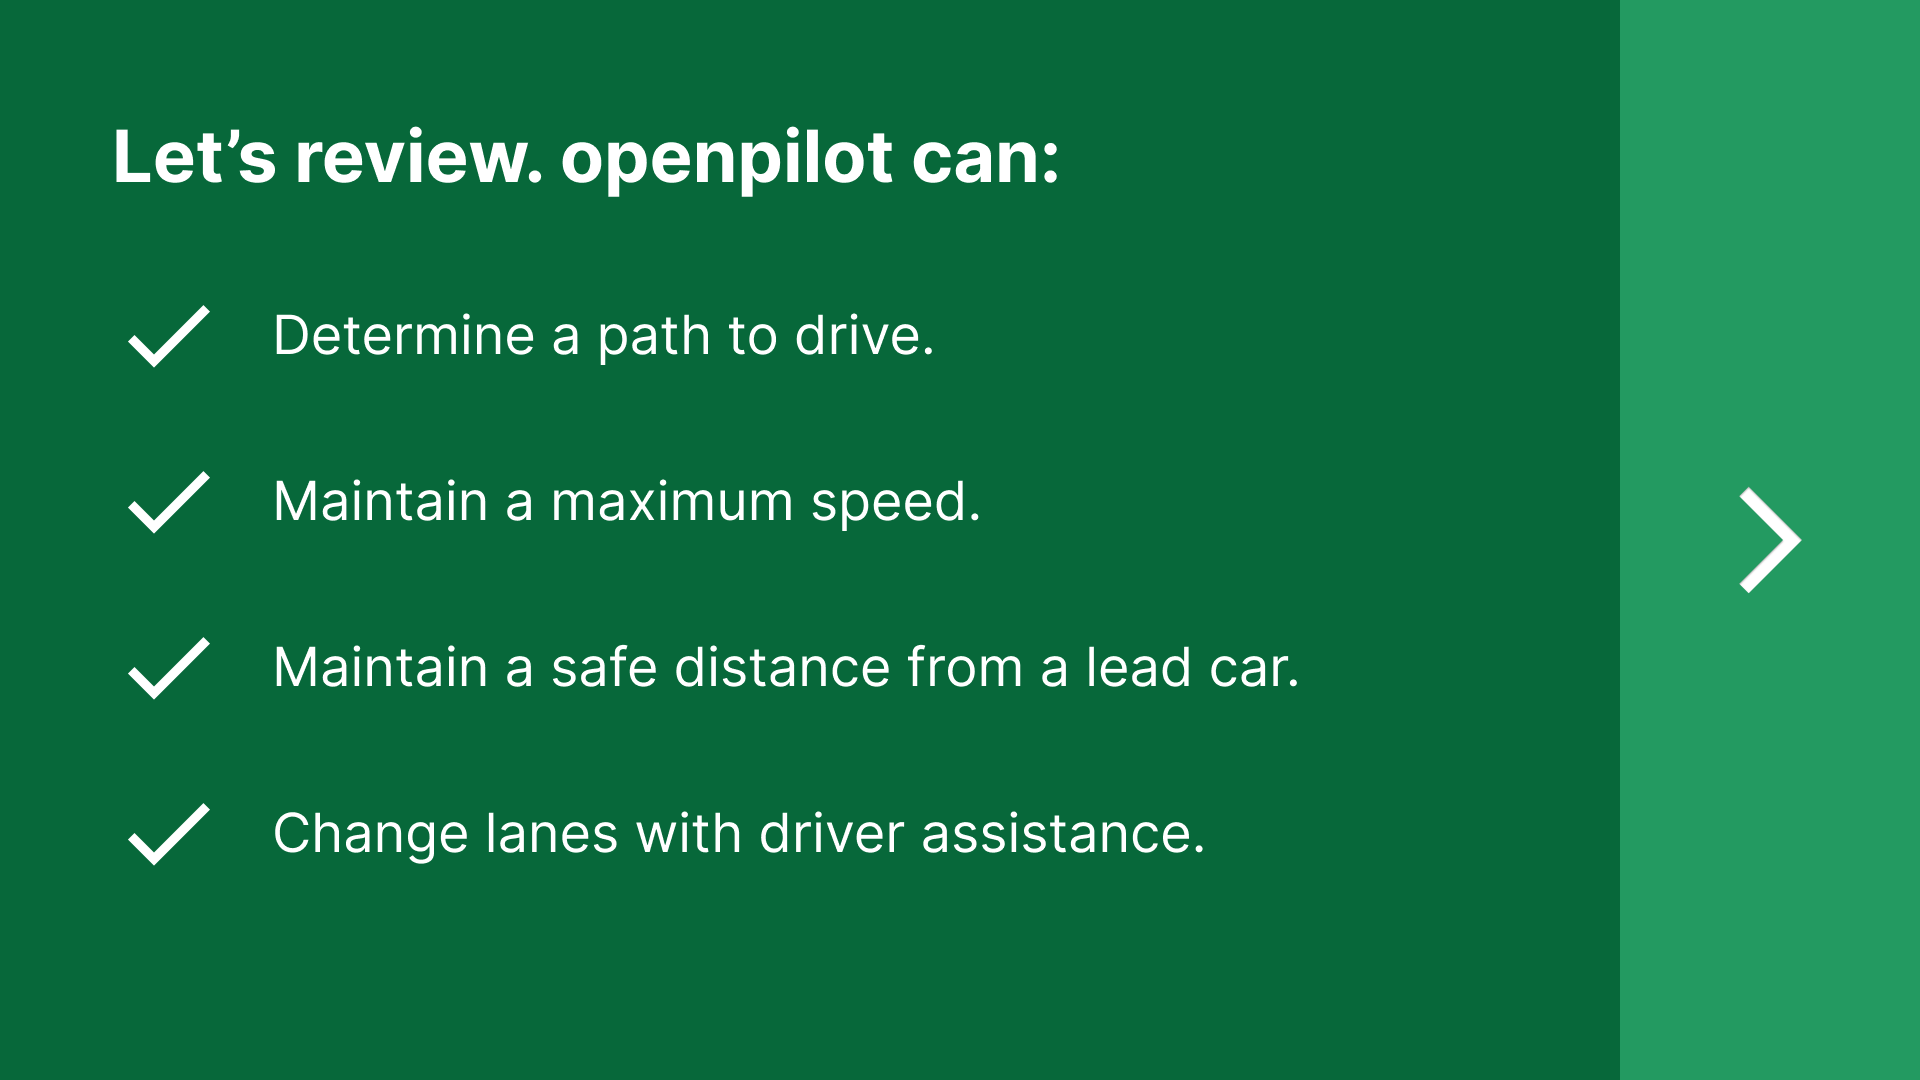 Let’s review. openpilot can:
Determine a path to drive.
Maintain a maximum speed.
Maintain a safe distance from a lead car.
Change lanes with driver assistance.